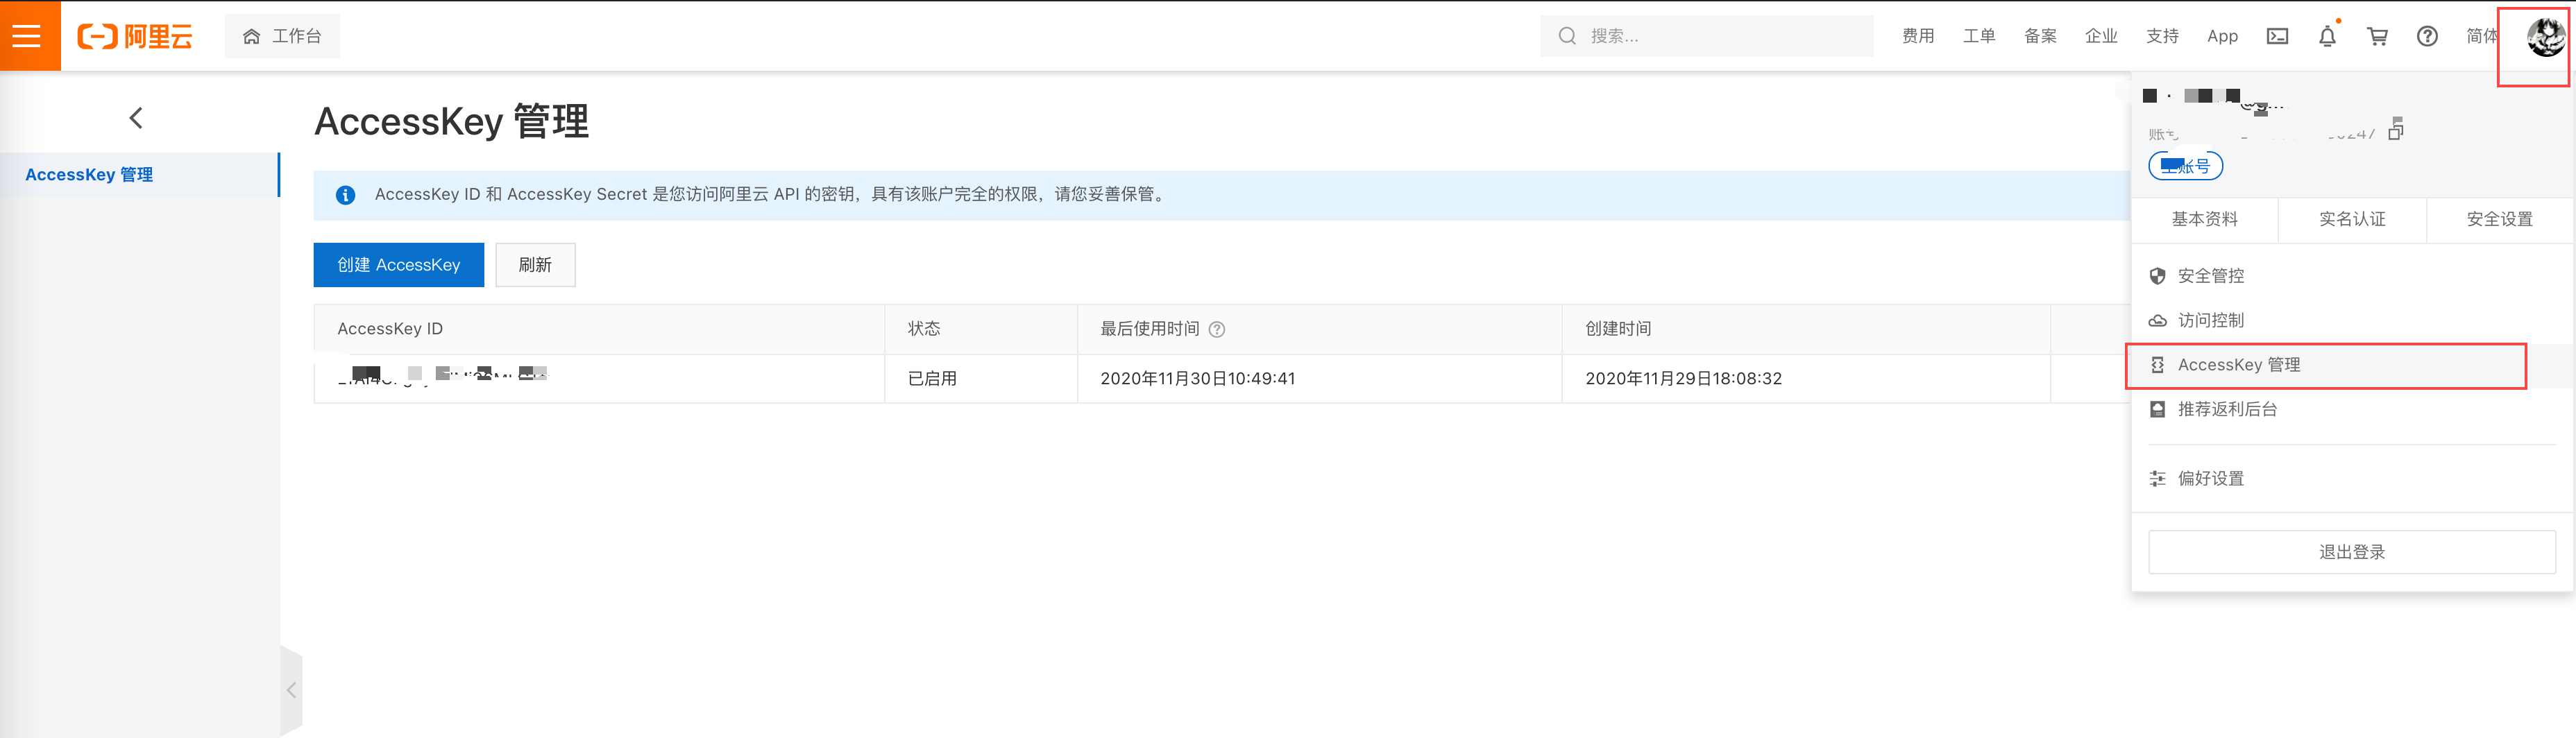 阿里云
工作台
搜索...
费用 工单 备案 企业 支持 App 简体
AccessKey 管理
AccessKey 管理
AccessKey ID 和 AccessKey Secret 是您访问阿里云 API 的密钥，具有该账户完全的权限，请您妥善保管。
创建 AccessKey 刷新
AccessKey ID 状态 最后使用时间 创建时间
已启用 2020年11月30日10:49:41 2020年11月29日18:08:32
账号
基本资料 实名认证 安全设置
安全管控
访问控制
AccessKey 管理
推荐返利后台
偏好设置
退出登录